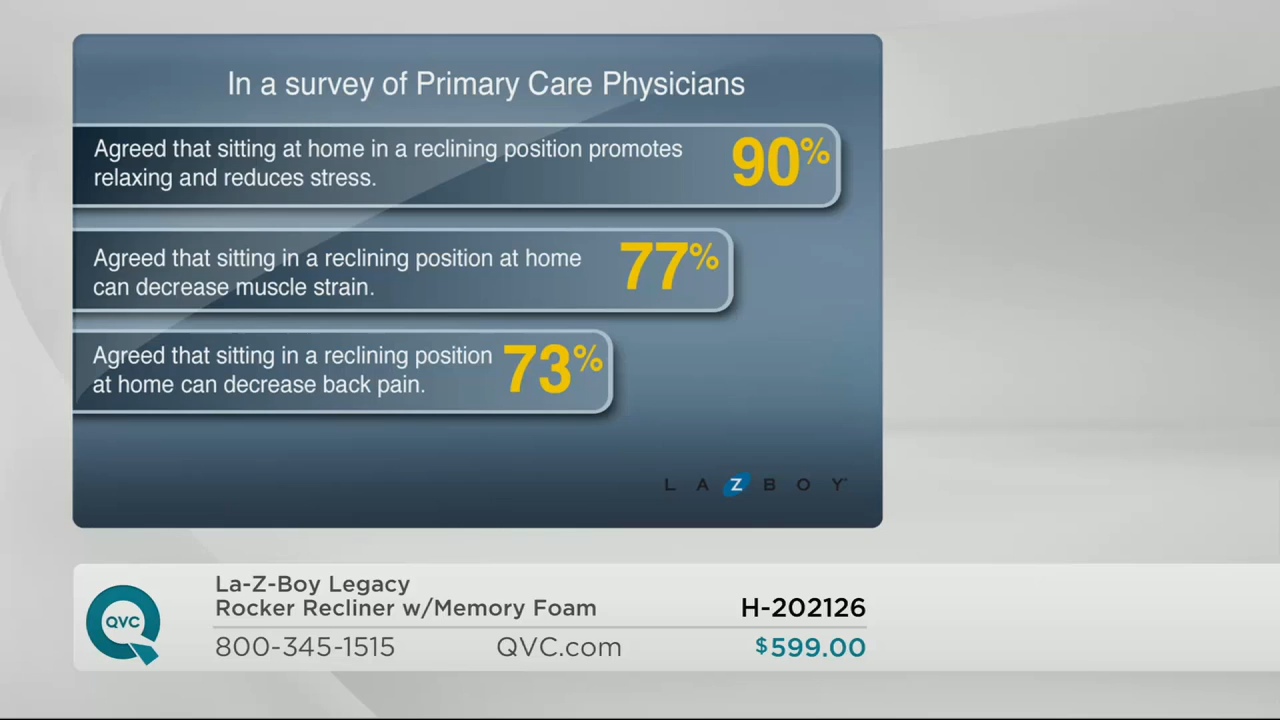 In a survey of Primary Care Physicians
Agreed that sitting at home in a reclining position promotes
relaxing and reduces stress.
90%
Agreed that sitting in a reclining position at home
can decrease muscle strain.
77%
Agreed that sitting in a reclining position
at home can decrease back pain.
73%
LAZBOY
QVC
La-Z-Boy Legacy
Rocker Recliner w/Memory Foam
H-202126
800-345-1515
QVC.com
$599.00